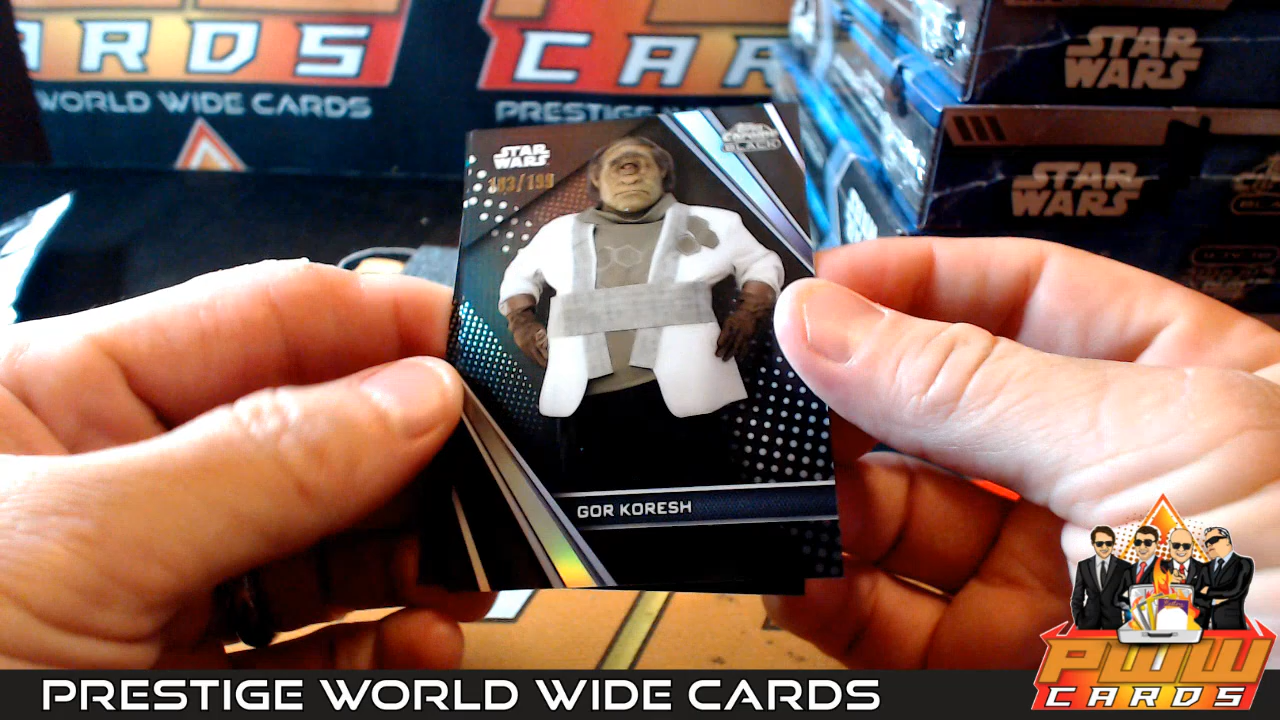 ARDS
WORLD WIDE CARDS
CAR
PRESTIGE
STAR
WARS
STAR
WARS
STAR
WARS
CHROME
BLACK
GOR KORESH
PRESTIGE WORLD WIDE CARDS
PWW
CARDS